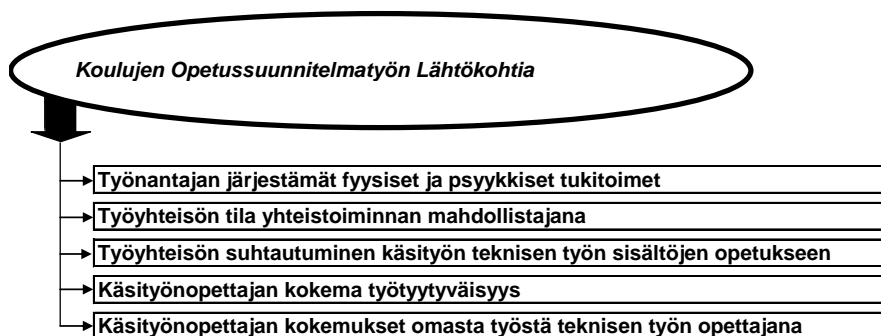 Koulujen Opetussuunnitelmatyön Lähtökohtia
Työnantajan järjestämät fyysiset ja psyykkiset tukitoimet
Työyhteisön tila yhteistoiminnan mahdollistajana
Työyhteisön suhtautuminen käsityön teknisen työn sisältöjen opetukseen
Käsityönopettajan kokema työtyytyväisyys
Käsityönopettajan kokemukset omasta työstä teknisen työn opettajana